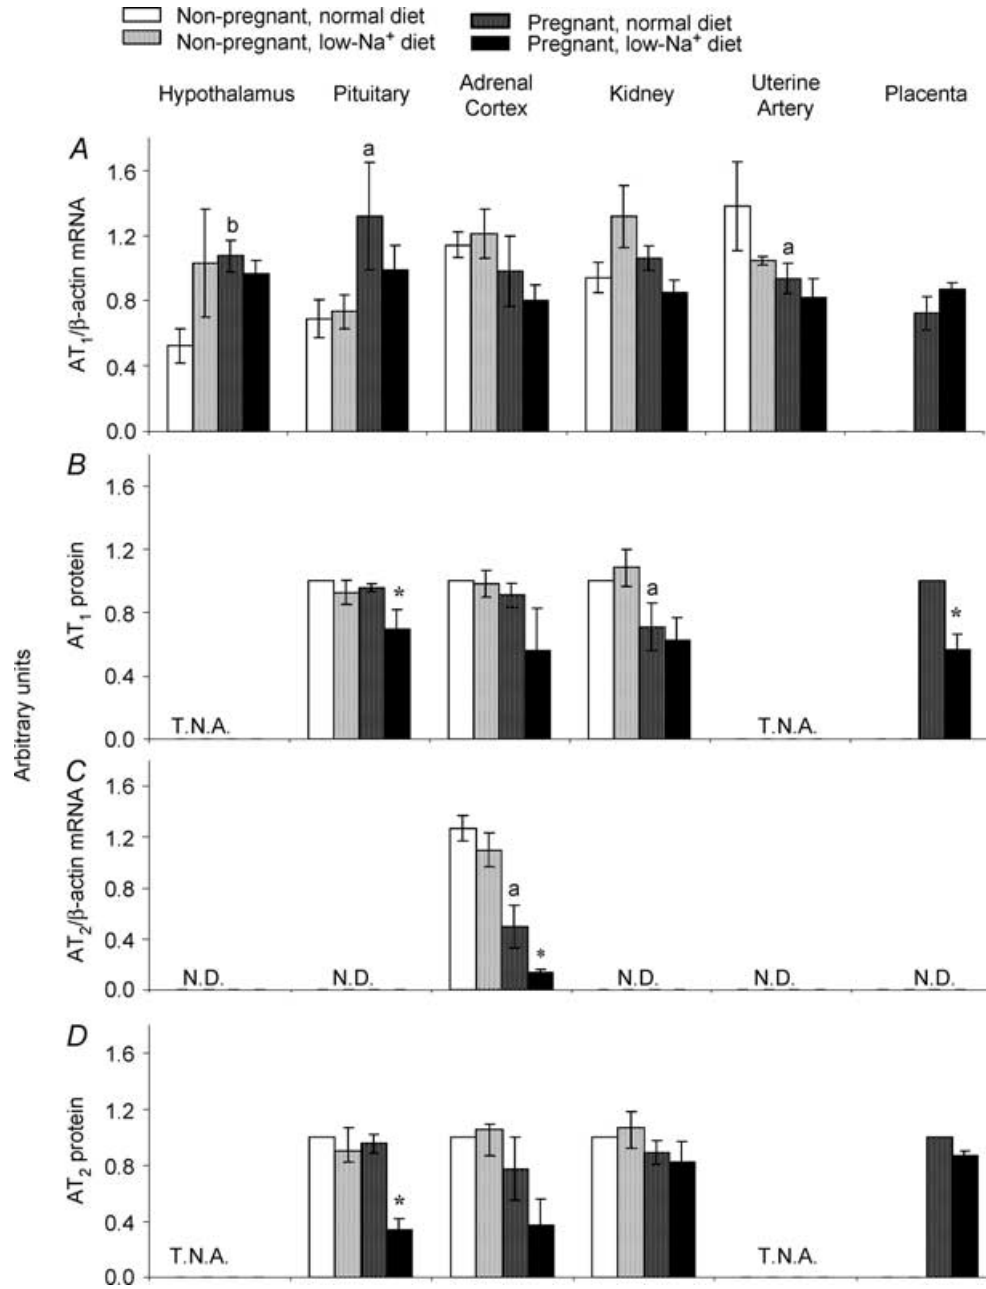 Non-pregnant, normal diet
Pregnant, normal diet
Non-pregnant, low-Na⁺ diet
Pregnant, low-Na⁺ diet
Hypothalamus Pituitary Adrenal Cortex Kidney Uterine Artery Placenta
A
AT₁/β-actin mRNA
1.6
1.2
0.8
0.4
0.0
b
a
a
B
AT₁ protein
1.6
1.2
0.8
0.4
0.0
T.N.A.
*
a
T.N.A.
*
Arbitrary units
C
AT₂/β-actin mRNA
1.6
1.2
0.8
0.4
0.0
N.D.
N.D.
a
*
N.D.
N.D.
N.D.
D
AT₂ protein
1.6
1.2
0.8
0.4
0.0
T.N.A.
*
T.N.A.